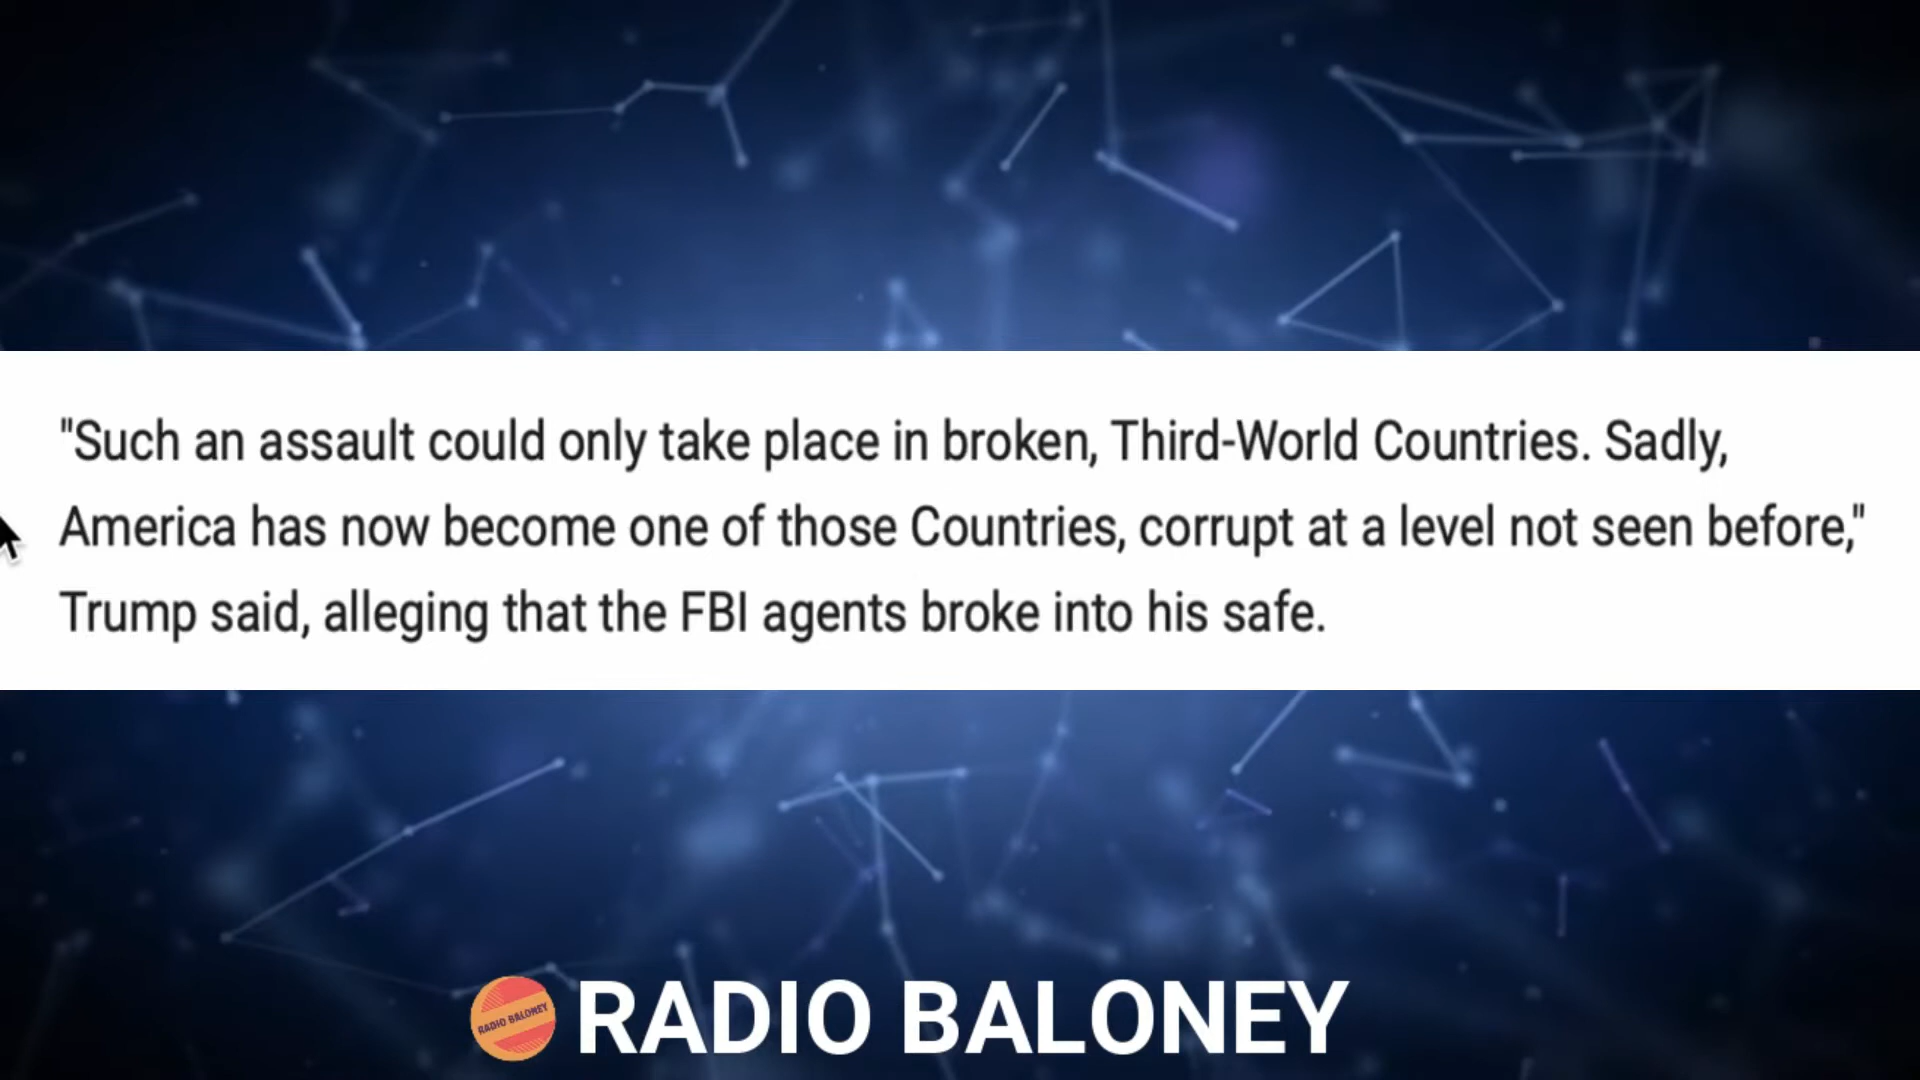 "Such an assault could only take place in broken, Third-World Countries. Sadly,
America has now become one of those Countries, corrupt at a level not seen before,"
Trump said, alleging that the FBI agents broke into his safe.
RADIO BALONEY
RADIO BALONEY